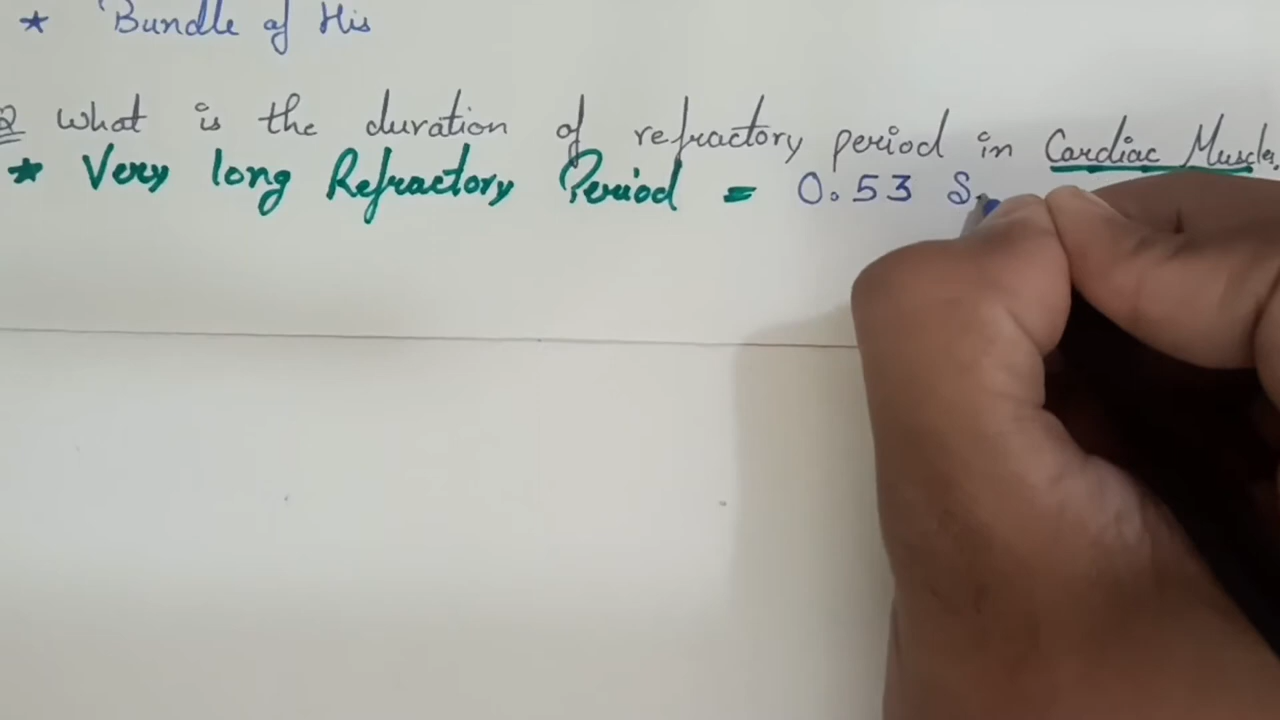 * Bundle of His
Q What is the duration of refractory period in Cardiac Muscle
* Very long Refractory Period = 0.53 S